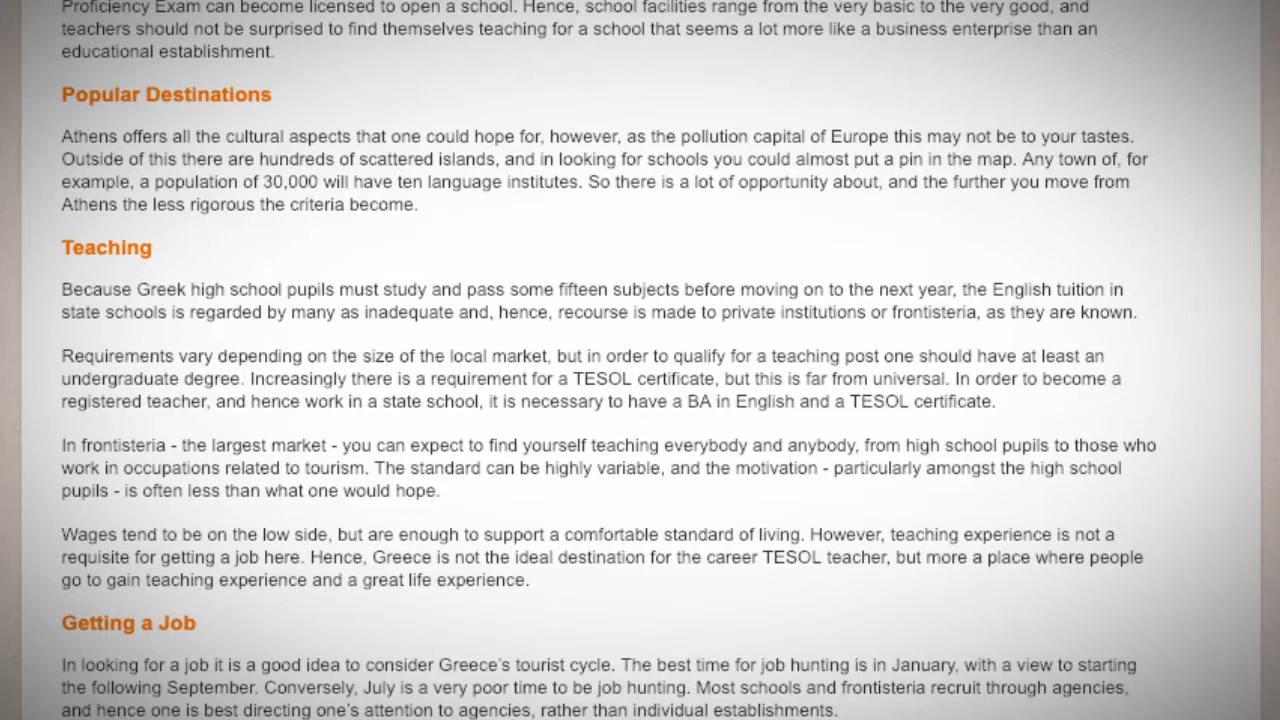 Proficiency Exam can become licensed to open a school. Hence, school facilities range from the very basic to the very good, and
teachers should not be surprised to find themselves teaching for a school that seems a lot more like a business enterprise than an
educational establishment.
Popular Destinations
Athens offers all the cultural aspects that one could hope for, however, as the pollution capital of Europe this may not be to your tastes.
Outside of this there are hundreds of scattered islands, and in looking for schools you could almost put a pin in the map. Any town of, for
example, a population of 30,000 will have ten language institutes. So there is a lot of opportunity about, and the further you move from
Athens the less rigorous the criteria become.
Teaching
Because Greek high school pupils must study and pass some fifteen subjects before moving on to the next year, the English tuition in
state schools is regarded by many as inadequate and, hence, recourse is made to private institutions or frontisteria, as they are known.
Requirements vary depending on the size of the local market, but in order to qualify for a teaching post one should have at least an
undergraduate degree. Increasingly there is a requirement for a TESOL certificate, but this is far from universal. In order to become a
registered teacher, and hence work in a state school, it is necessary to have a BA in English and a TESOL certificate.
In frontisteria - the largest market - you can expect to find yourself teaching everybody and anybody, from high school pupils to those who
work in occupations related to tourism. The standard can be highly variable, and the motivation - particularly amongst the high school
pupils - is often less than what one would hope.
Wages tend to be on the low side, but are enough to support a comfortable standard of living. However, teaching experience is not a
requisite for getting a job here. Hence, Greece is not the ideal destination for the career TESOL teacher, but more a place where people
go to gain teaching experience and a great life experience.
Getting a Job
In looking for a job it is a good idea to consider Greece's tourist cycle. The best time for job hunting is in January, with a view to starting
the following September. Conversely, July is a very poor time to be job hunting. Most schools and frontisteria recruit through agencies,
and hence one is best directing one's attention to agencies, rather than individual establishments.